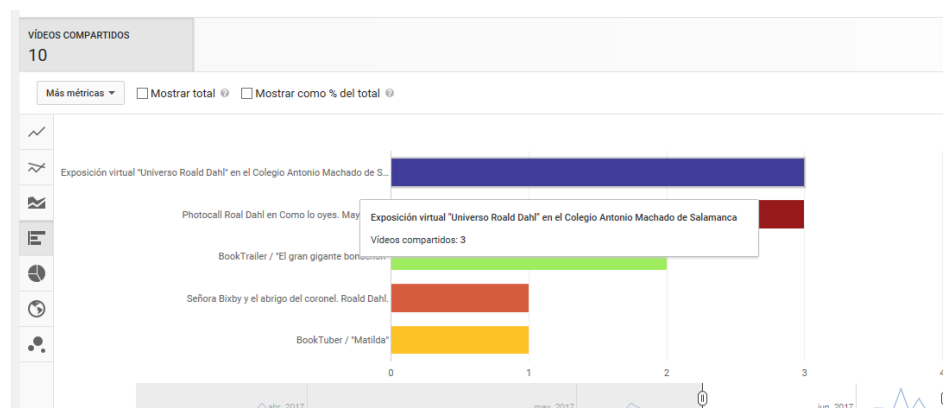 VÍDEOS COMPARTIDOS
10
Más métricas
Mostrar total
Mostrar como % del total
Exposición virtual "Universo Roald Dahl" en el Colegio Antonio Machado de S...
Photocall Roal Dahl en Como lo oyes. May
Exposición virtual "Universo Roald Dahl" en el Colegio Antonio Machado de Salamanca
Vídeos compartidos: 3
BookTrailer / "El gran gigante
Señora Bixby y el abrigo del coronel. Roald Dahl.
BookTuber / "Matilda"
0 1 2 3 4
abr. 2017 may. 2017 jun. 2017